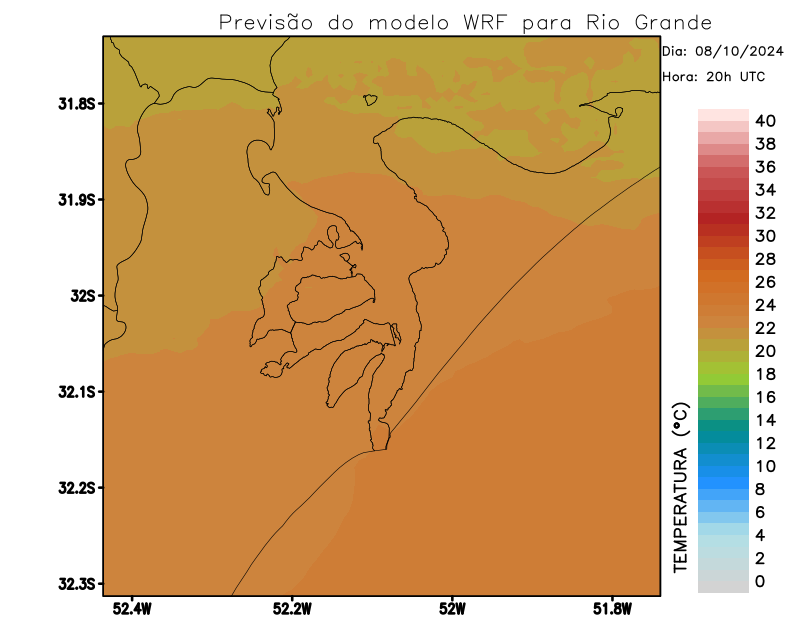 Previsão do modelo WRF para Rio Grande
Dia: 08/10/2024
Hora: 20h UTC
31.8S
31.9S
32S
32.1S
32.2S
32.3S
52.4W
52.2W
52W
51.8W
TEMPERATURA (°C)
40
38
36
34
32
30
28
26
24
22
20
18
16
14
12
10
8
6
4
2
0